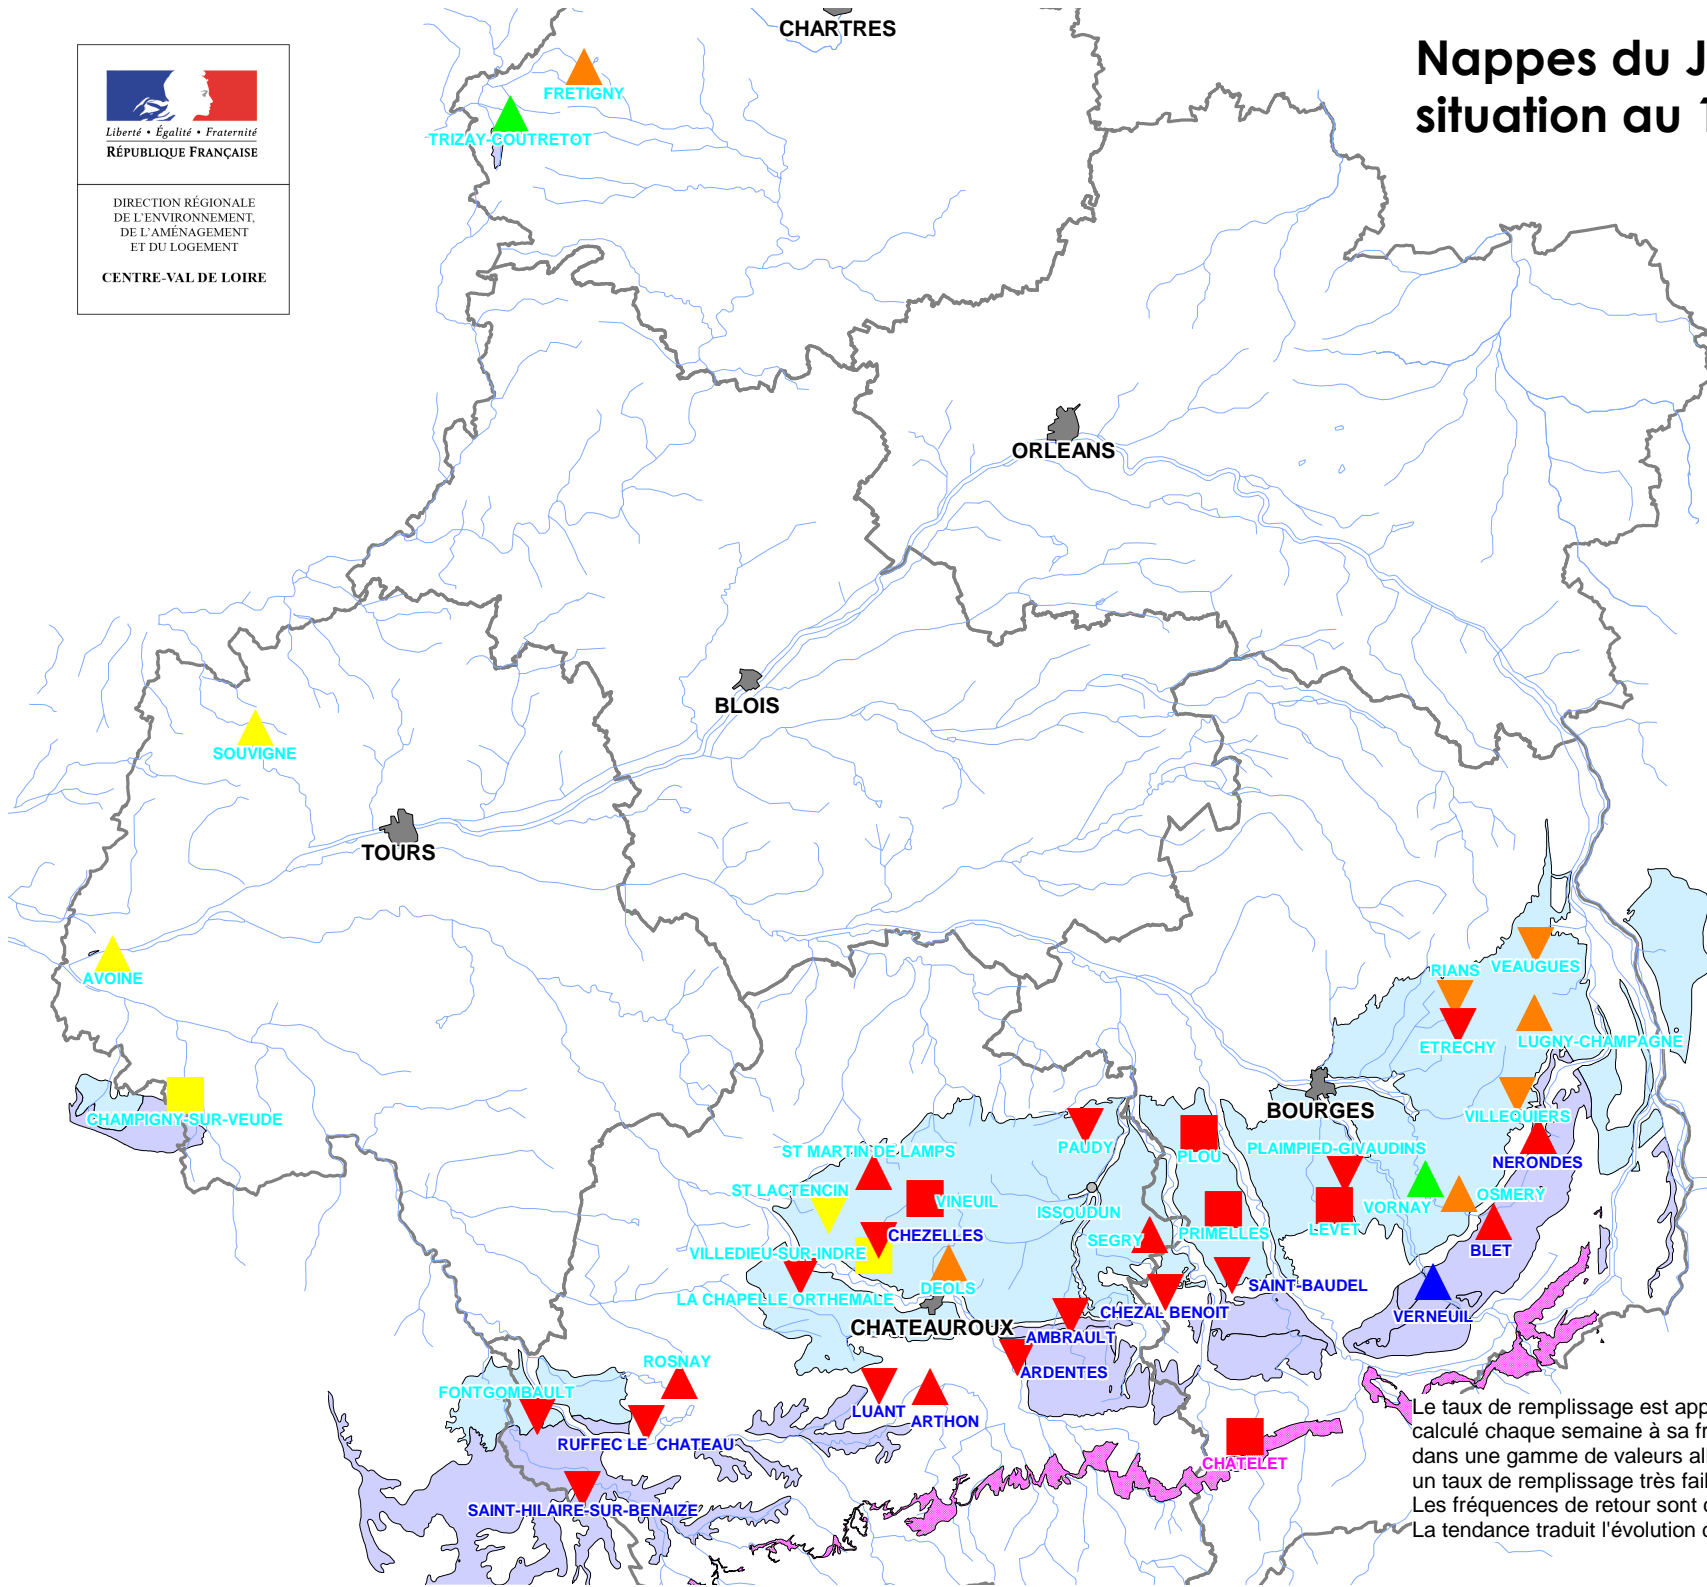 CHARTRES
Nappes du J
situation au 1
FRETIGNY
TRIZAY-COUTRETOT
Liberté • Égalité • Fraternité
RÉPUBLIQUE FRANÇAISE
DIRECTION RÉGIONALE
DE L'ENVIRONNEMENT,
DE L'AMÉNAGEMENT
ET DU LOGEMENT
CENTRE-VAL DE LOIRE
ORLEANS
BLOIS
SOUVIGNE
TOURS
AVOINE
RIANS
VEAUGUES
ETRECHY
LUGNY-CHAMPAGNE
CHAMPIGNY-SUR-VEUDE
BOURGES
VILLEQUIERS
ST MARTIN DE LAMPS
PAUDY
PLOU
PLAIMPIED-GIVAUDINS
NERONDES
ST LACTENCIN
VINEUIL
ISSOUDUN
VORNAY
OSMERY
CHEZELLES
SEGRY
PRIMELLES
LEVET
BLET
VILLEDIEU-SUR-INDRE
DEOLS
SAINT-BAUDEL
LA CHAPELLE ORTHEMALE
CHEZAL BENOIT
VERNEUIL
CHATEAUROUX
AMBRAULT
ROSNAY
ARDENTES
FONTGOMBAULT
LUANT
ARTHON
RUFFEC LE CHATEAU
CHATELET
SAINT-HILAIRE-SUR-BENAIZE
Le taux de remplissage est app
calculé chaque semaine à sa fr
dans une gamme de valeurs all
un taux de remplissage très faib
Les fréquences de retour sont c
La tendance traduit l'évolution d